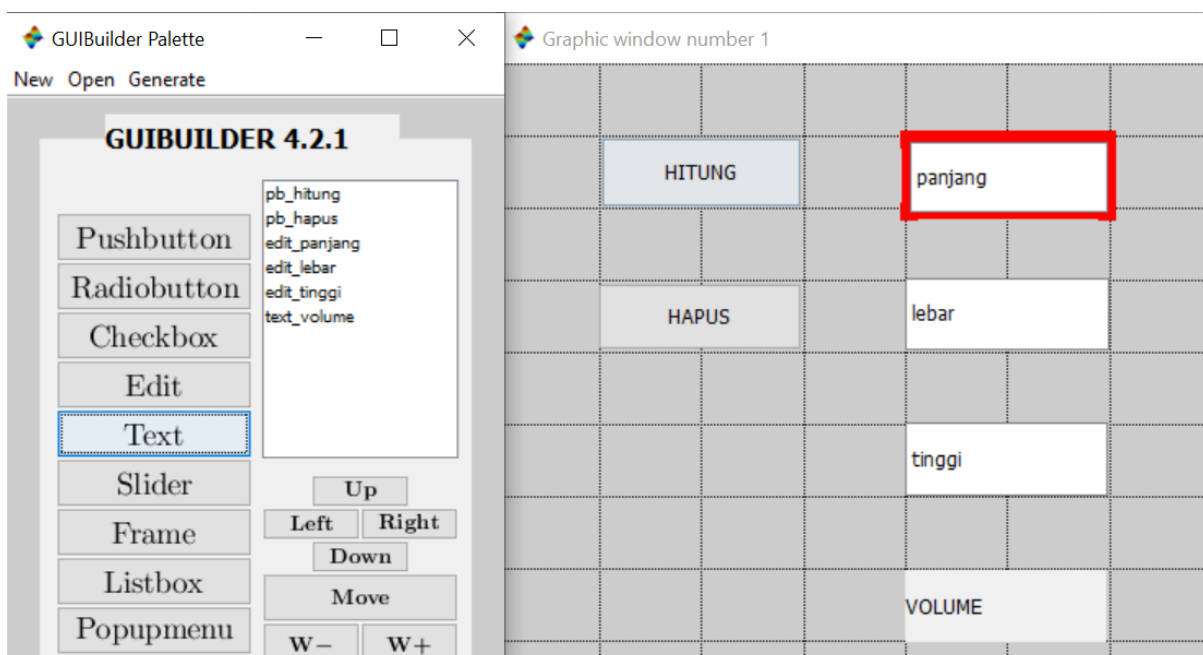 GUIBuilder Palette
New Open Generate
GUIBUILDER 4.2.1
Pushbutton
Radiobutton
Checkbox
Edit
Text
Slider
Frame
Listbox
Popupmenu
pb_hitung
pb_hapus
edit_panjang
edit_lebar
edit_tinggi
text_volume
Up
Left Right
Down
Move
W− W+
Graphic window number 1
HITUNG
panjang
HAPUS
lebar
tinggi
VOLUME